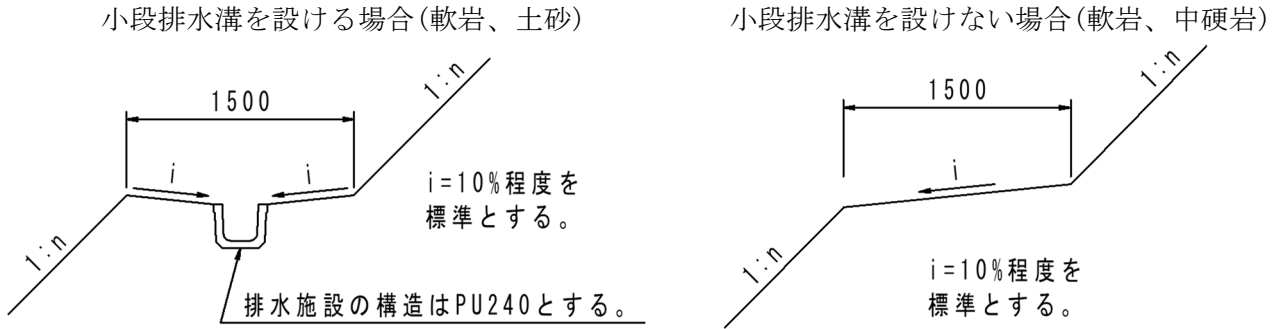 小段排水溝を設ける場合(軟岩、土砂)
1500
1:n
i
i
i=10%程度を
標準とする。
1:n
排水施設の構造はPU240とする。
小段排水溝を設けない場合(軟岩、中硬岩)
1500
1:n
i
1:n
i=10%程度を
標準とする。